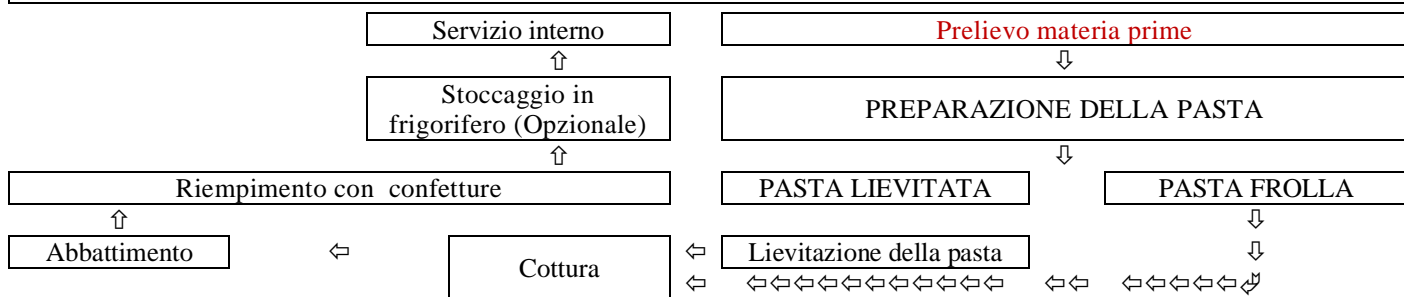 Servizio interno
Prelievo materia prime
⇧
⇩
Stoccaggio in
frigorifero (Opzionale)
PREPARAZIONE DELLA PASTA
⇧
⇩
Riempimento con confetture
PASTA LIEVITATA
PASTA FROLLA
⇧
⇩
Abbattimento
⇦
Cottura
⇦
Lievitazione della pasta
⇩
⇦
⇦⇦⇦⇦⇦⇦⇦⇦⇦⇦⇦
⇦⇦
⇦⇦⇦⇦⇦